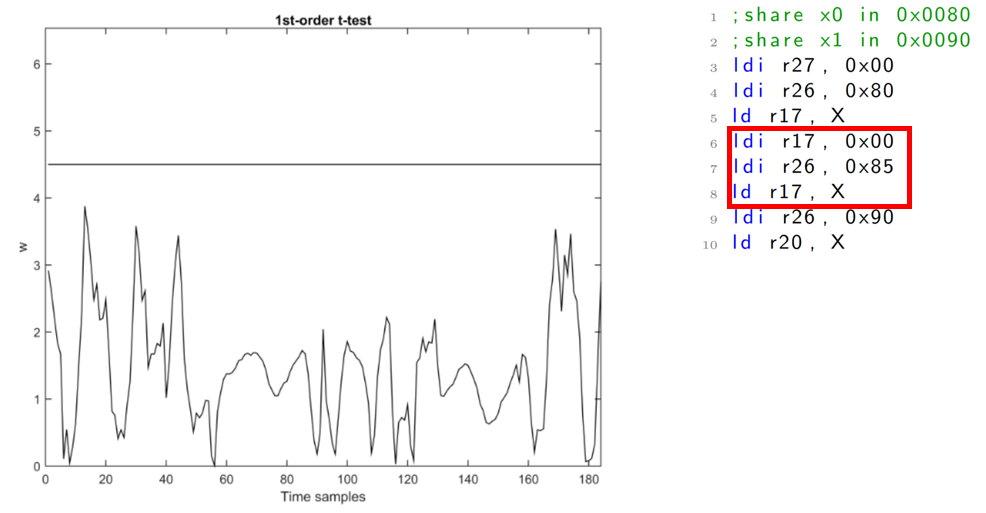 1st-order t-test
6
5
4
3
2
1
0
w
0 20 40 60 80 100 120 140 160 180
Time samples
1 ;share x0 in 0x0080
2 ;share x1 in 0x0090
3 ldi r27, 0x00
4 ldi r26, 0x80
5 ld r17, X
6 ldi r17, 0x00
7 ldi r26, 0x85
8 ld r17, X
9 ldi r26, 0x90
10 ld r20, X